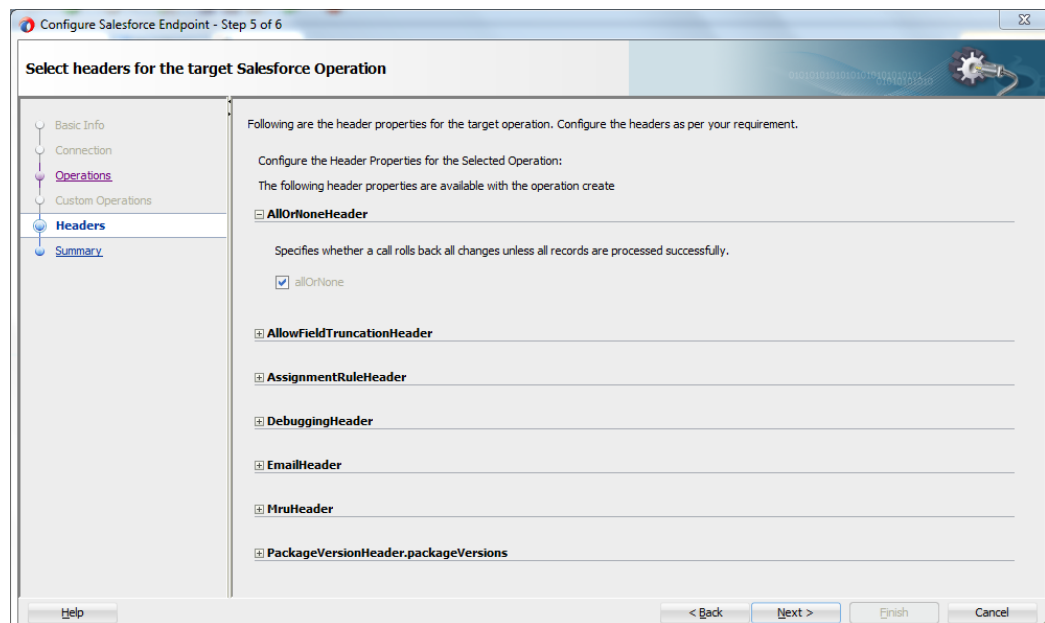 Configure Salesforce Endpoint - Step 5 of 6
Select headers for the target Salesforce Operation
Basic Info
Connection
Operations
Custom Operations
Headers
Summary
Following are the header properties for the target operation. Configure the headers as per your requirement.
Configure the Header Properties for the Selected Operation:
The following header properties are available with the operation create
AllOrNoneHeader
Specifies whether a call rolls back all changes unless all records are processed successfully.
allOrNone
AllowFieldTruncationHeader
AssignmentRuleHeader
DebuggingHeader
EmailHeader
MruHeader
PackageVersionHeader.packageVersions
Help
< Back
Next >
Finish
Cancel